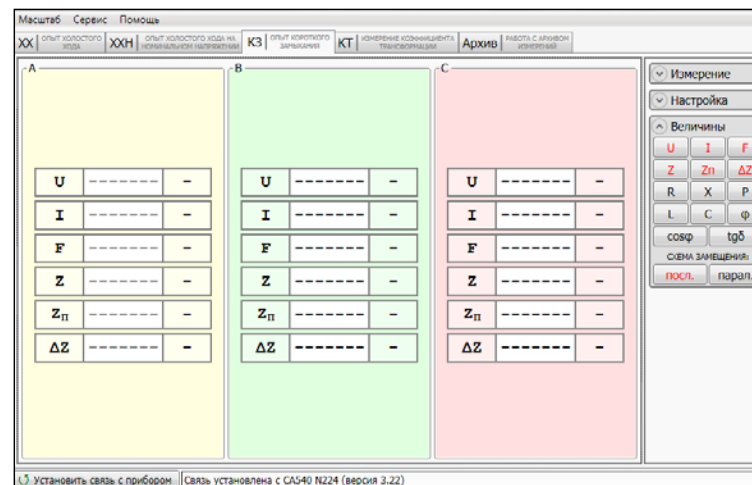 Масштаб Сервис Помощь
ХХ ОПЫТ ХОЛОСТОГО ХОДА ХХН ОПЫТ ХОЛОСТОГО ХОДА НА НОМИНАЛЬНОМ НАПРЯЖЕНИИ КЗ ОПЫТ КОРОТКОГО ЗАМЫКАНИЯ КТ ИЗМЕРЕНИЕ КОЭФФИЦИЕНТА ТРАНСФОРМАЦИИ Архив РАБОТА С АРХИВОМ ИЗМЕРЕНИЙ
A B C
U ------- - U ------- - U ------- -
I ------- - I ------- - I ------- -
F ------- - F ------- - F ------- -
Z ------- - Z ------- - Z ------- -
Zп ------- - Zп ------- - Zп ------- -
ΔZ ------- - ΔZ ------- - ΔZ ------- -
Измерение
Настройка
Величины
U I F
Z Zп ΔZ
R X P
L C φ
cosφ tgδ
СХЕМА ЗАМЕЩЕНИЯ:
посл. парал.
Установить связь с прибором Связь установлена с CA540 N224 (версия 3.22)